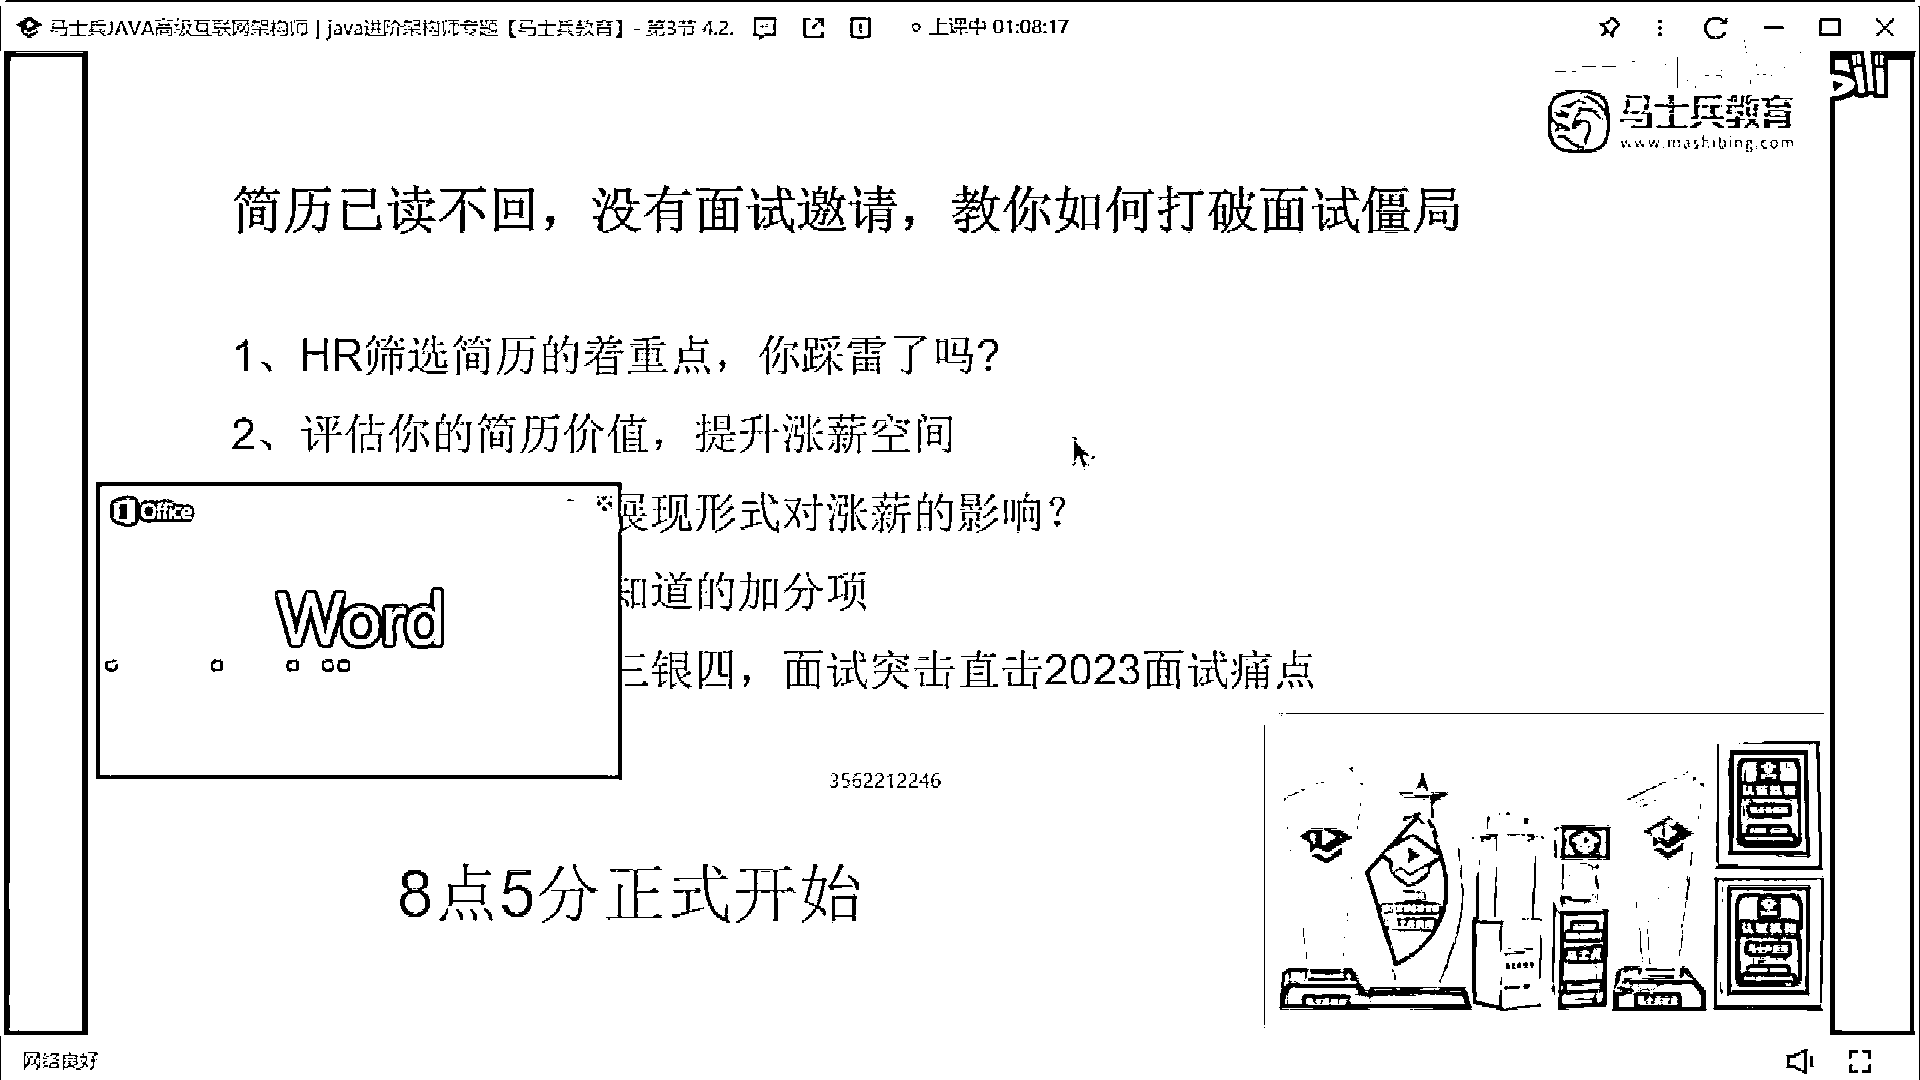 马士兵JAVA高级互联网架构师 | java进阶架构师专题【马士兵教育】- 第3节 4.2. 上课中 01:08:17
马士兵教育
www.mashibing.com
简历已读不回，没有面试邀请，教你如何打破面试僵局
1、HR筛选简历的着重点，你踩雷了吗?
2、评估你的简历价值，提升涨薪空间
展现形式对涨薪的影响?
知道的加分项
三银四，面试突击直击2023面试痛点
Office
Word
3562212246
8点5分正式开始
网络良好